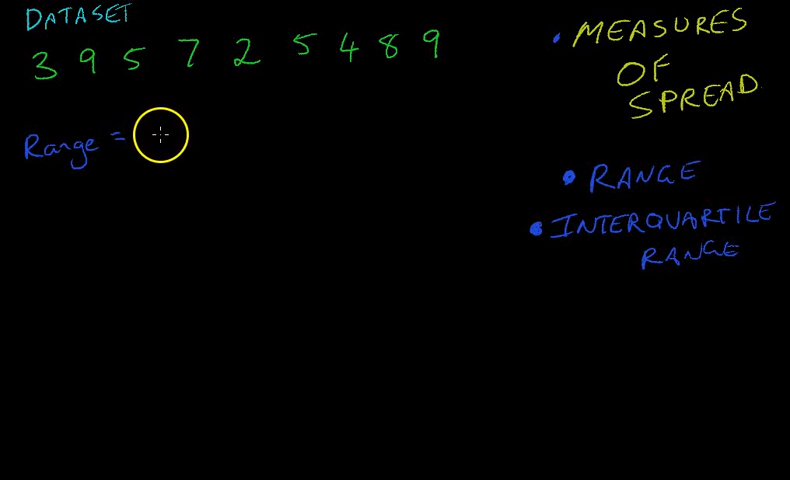 DATASET
3 9 5 7 2 5 4 8 9
Range =
• MEASURES
OF
SPREAD
• RANGE
• INTERQUARTILE
RANGE